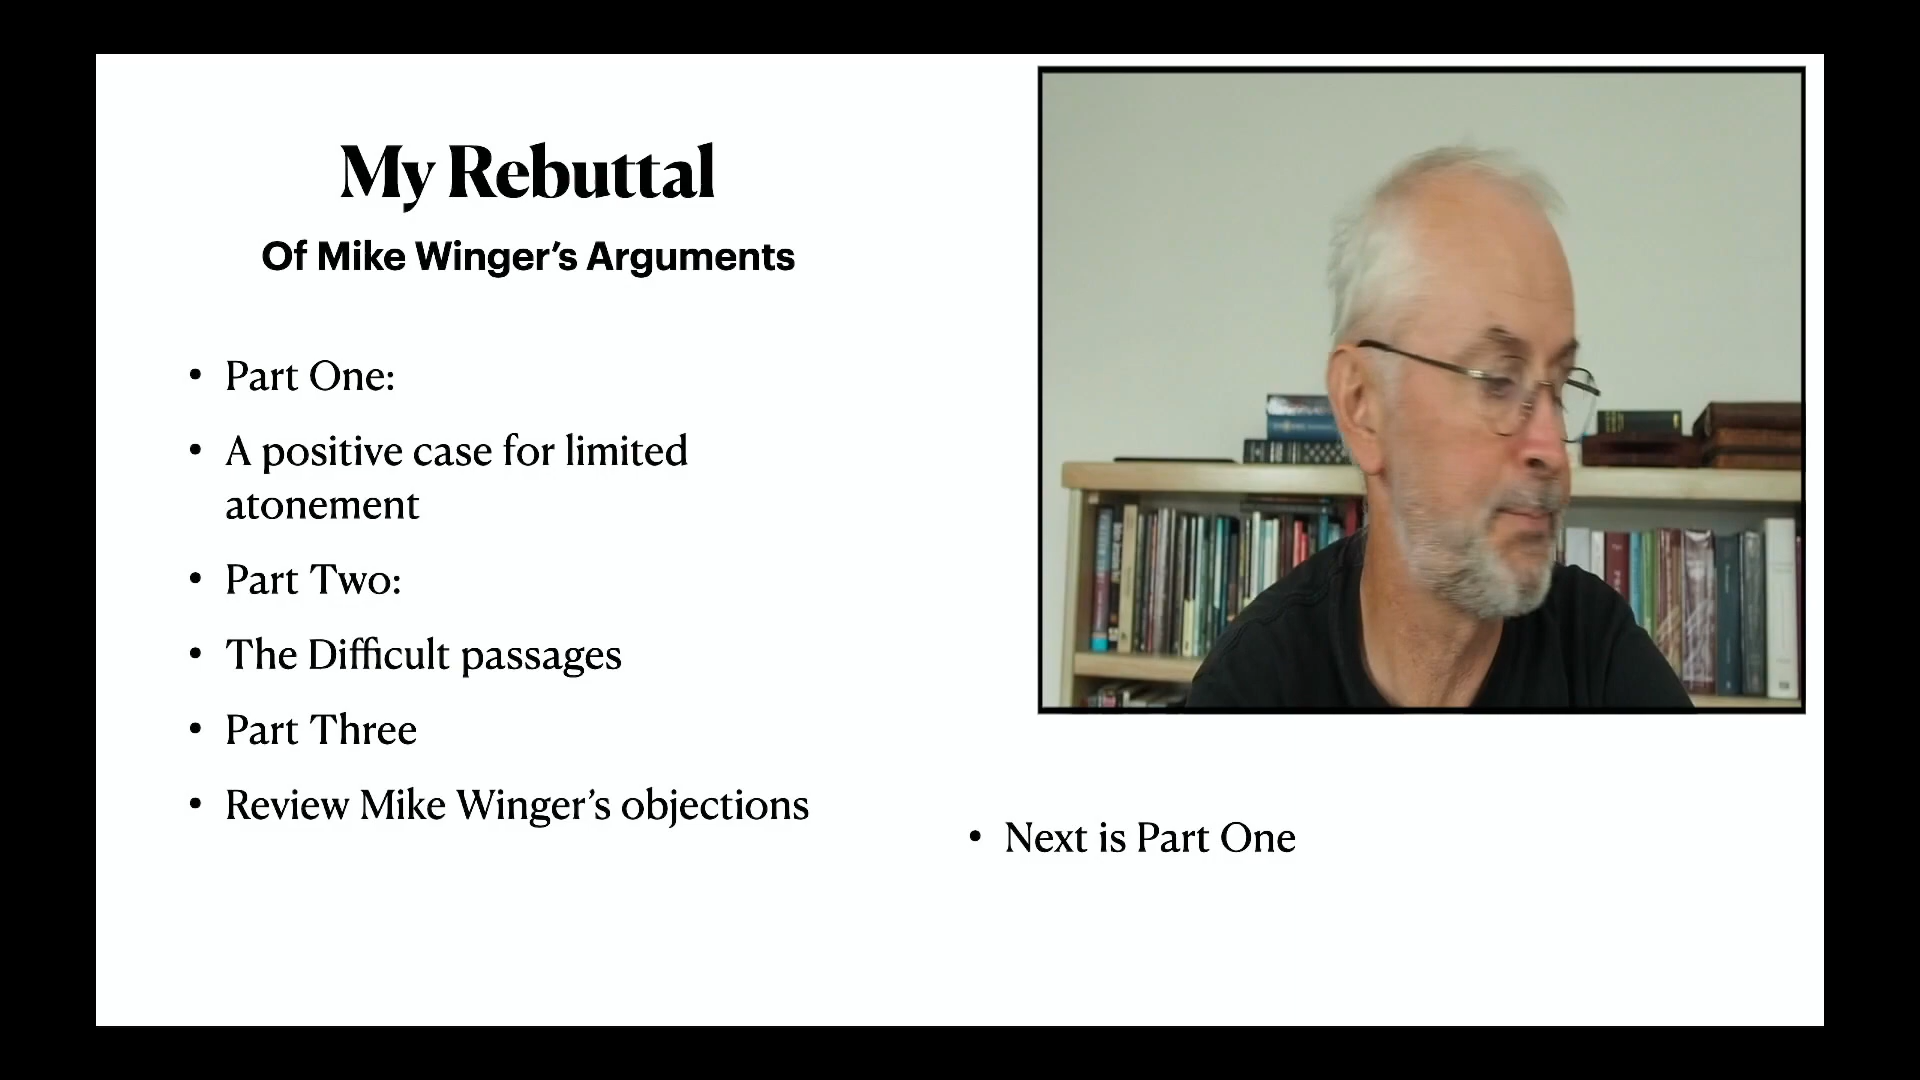 My Rebuttal
Of Mike Winger’s Arguments
• Part One:
• A positive case for limited
atonement
• Part Two:
• The Difficult passages
• Part Three
• Review Mike Winger’s objections
• Next is Part One